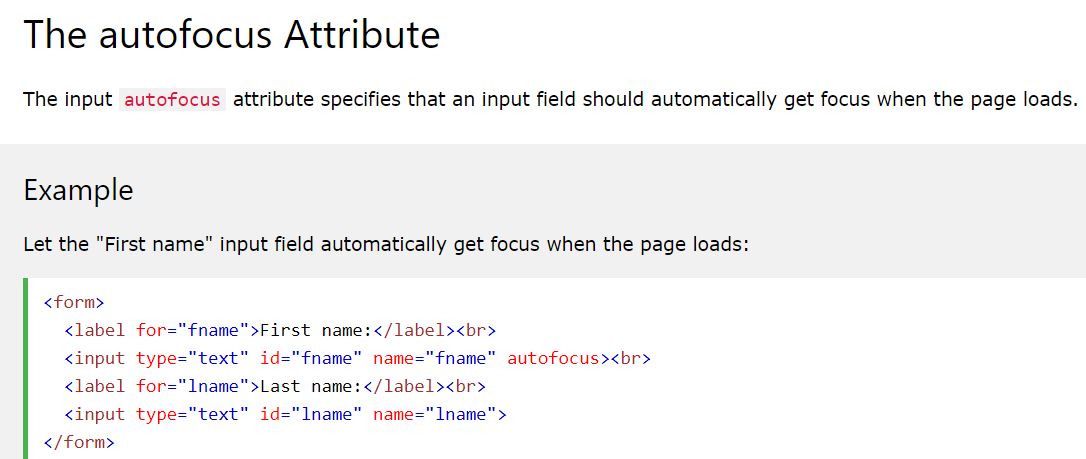 The autofocus Attribute
The input autofocus attribute specifies that an input field should automatically get focus when the page loads.
Example
Let the "First name" input field automatically get focus when the page loads:
<form>
  <label for="fname">First name:</label><br>
  <input type="text" id="fname" name="fname" autofocus><br>
  <label for="lname">Last name:</label><br>
  <input type="text" id="lname" name="lname">
</form>